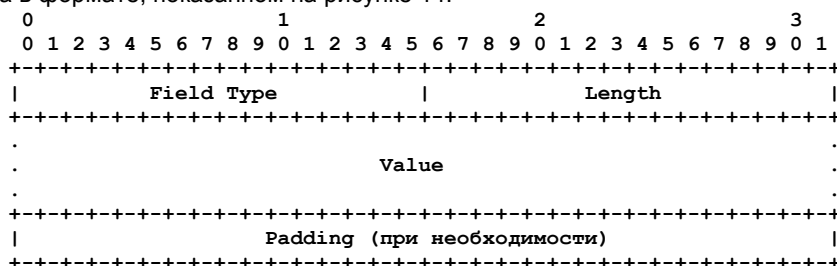 а в формате, показанном на рисунке
0 1 2 3
0 1 2 3 4 5 6 7 8 9 0 1 2 3 4 5 6 7 8 9 0 1 2 3 4 5 6 7 8 9 0 1
+-+-+-+-+-+-+-+-+-+-+-+-+-+-+-+-+-+-+-+-+-+-+-+-+-+-+-+-+-+-+-+-+
| Field Type | Length |
+-+-+-+-+-+-+-+-+-+-+-+-+-+-+-+-+-+-+-+-+-+-+-+-+-+-+-+-+-+-+-+-+
. .
. Value .
. .
+-+-+-+-+-+-+-+-+-+-+-+-+-+-+-+-+-+-+-+-+-+-+-+-+-+-+-+-+-+-+-+-+
| Padding (при необходимости) |
+-+-+-+-+-+-+-+-+-+-+-+-+-+-+-+-+-+-+-+-+-+-+-+-+-+-+-+-+-+-+-+-+